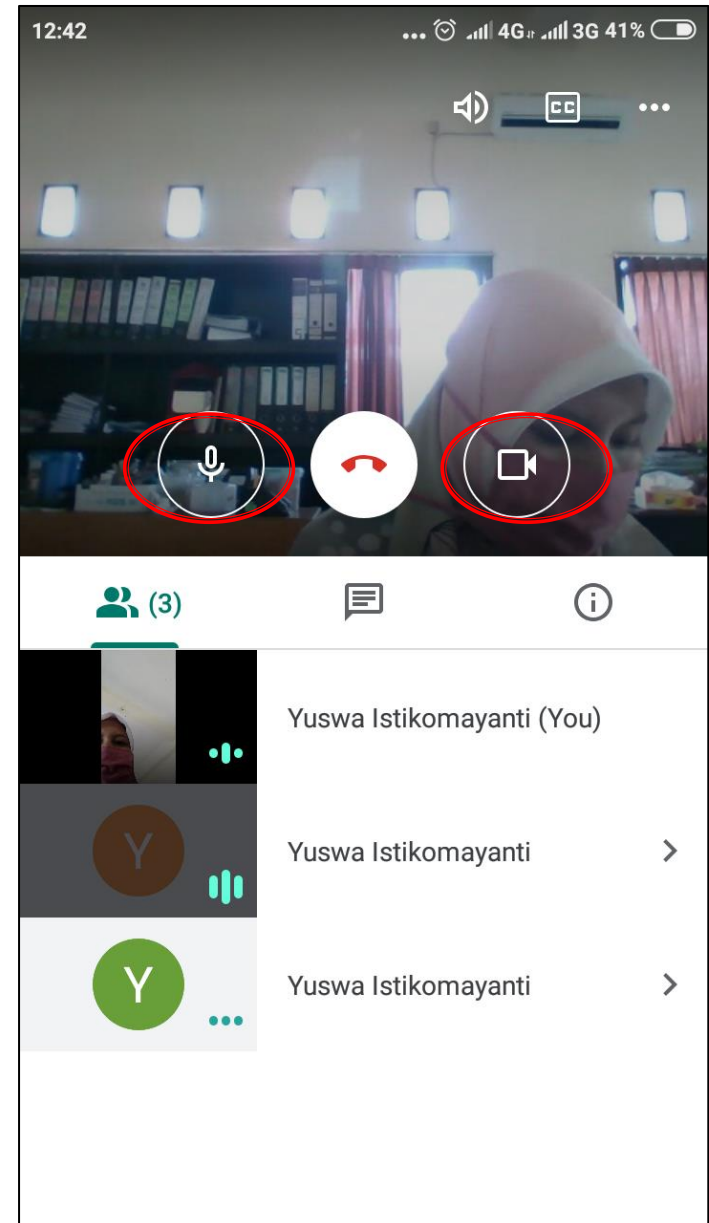 12:42 ... 4G 3G 41%
CC
(3)
Yuswa Istikomayanti (You)
Y
Yuswa Istikomayanti
Y
Yuswa Istikomayanti